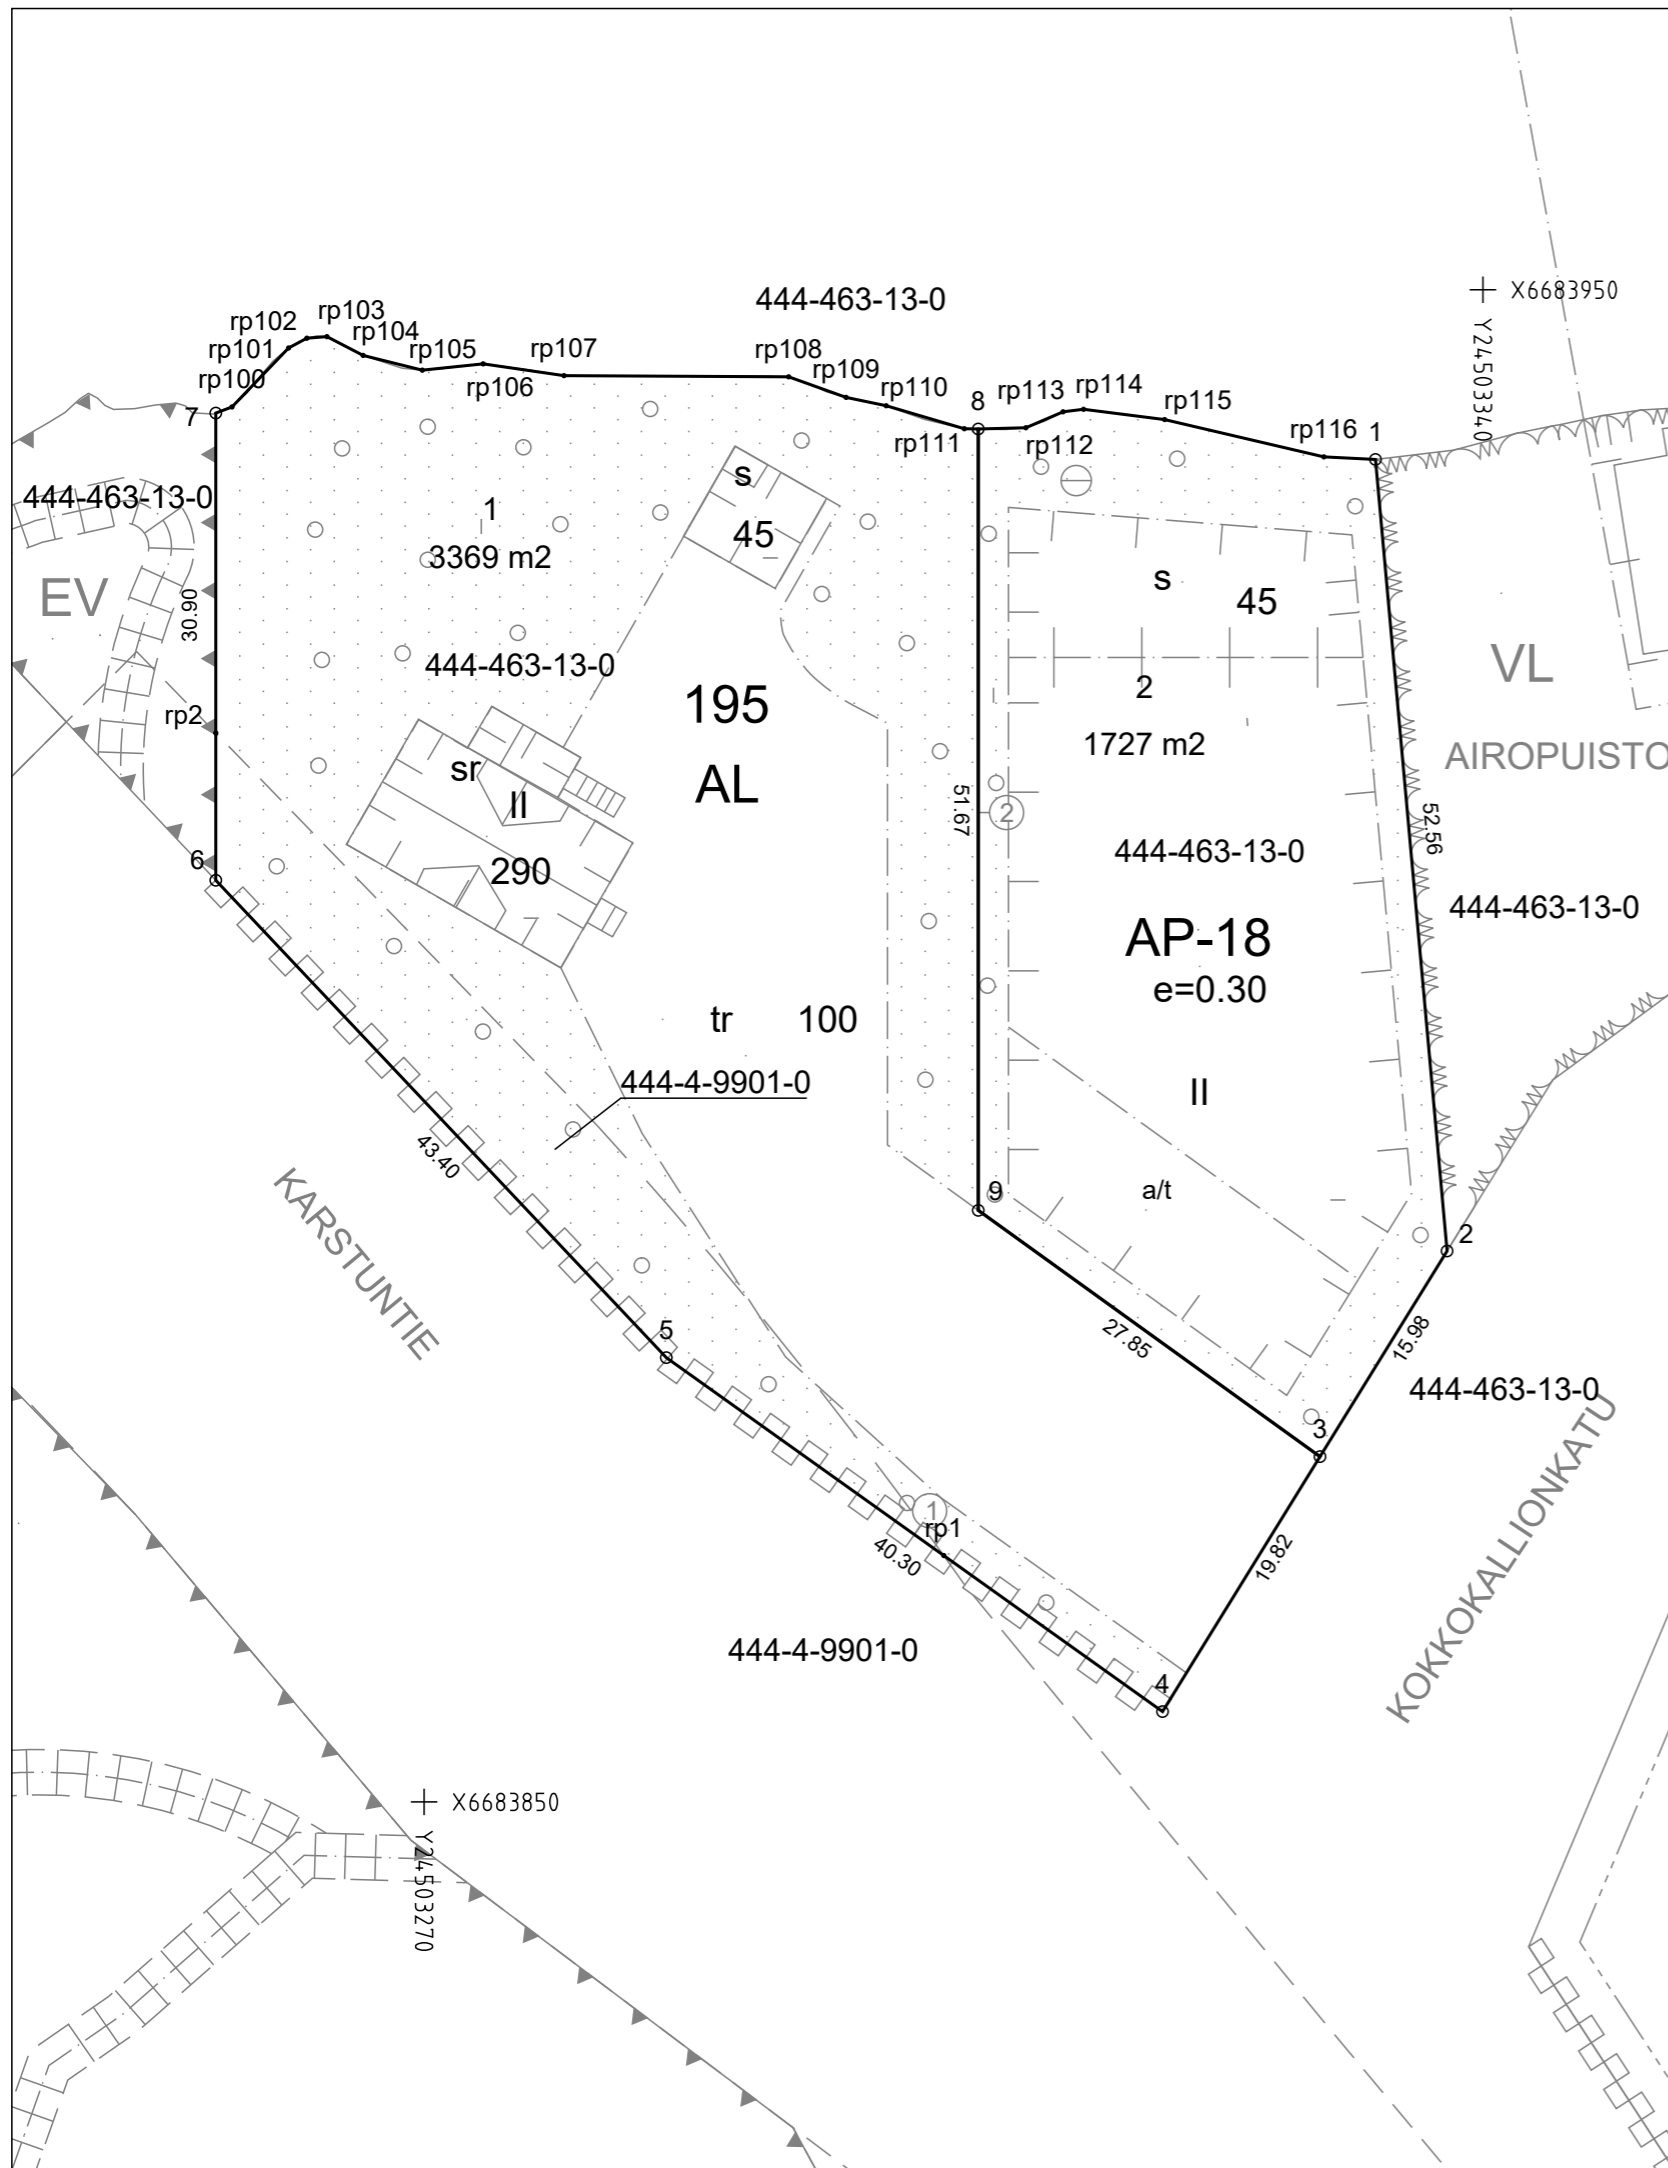 444-463-13-0
X6683950
Y24503340
rp103
rp102
rp104
rp101
rp105
rp107
rp108
rp100
rp106
rp109
rp110
7
8
rp113
rp114
rp115
rp111
rp112
rp116
1
444-463-13-0
1
3369 m2
s
45
s
45
EV
30.90
444-463-13-0
195
AL
2
1727 m2
VL
AIROPUISTO
rp2
sr
II
290
51.67
2
52.56
444-463-13-0
444-463-13-0
6
AP-18
e=0.30
tr 100
444-4-9901-0
II
43.40
KARSTUNTIE
9
a/t
2
5
27.85
15.98
444-463-13-0
3
1
rp1
40.30
19.82
KOKKOKALLIONKATU
444-4-9901-0
4
X6683850
Y24503270